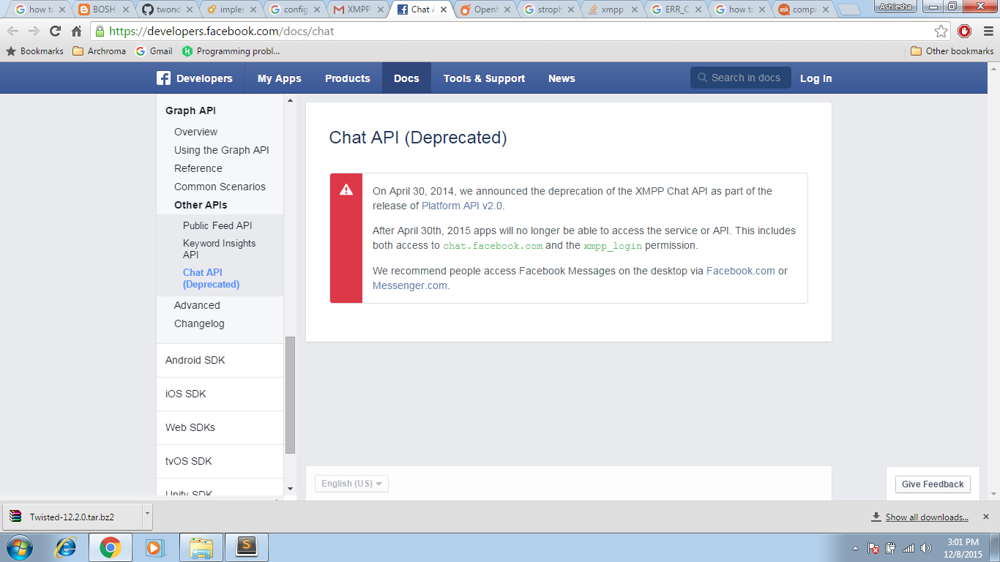 how to
BOSH
twond
imple
config
XMPP
Chat A
Openf
stroph
xmpp
ERR_C
how to
ask
compi
Ashlesha
https://developers.facebook.com/docs/chat
Bookmarks Archroma Gmail Programming probl... Other bookmarks
Developers My Apps Products Docs Tools & Support News Search in docs Log In
Graph API
Overview
Using the Graph API
Reference
Common Scenarios
Other APIs
Public Feed API
Keyword Insights
API
Chat API
(Deprecated)
Advanced
Changelog
Android SDK
iOS SDK
Web SDKs
tvOS SDK
Unity SDK
Chat API (Deprecated)
On April 30, 2014, we announced the deprecation of the XMPP Chat API as part of the
release of Platform API v2.0.
After April 30th, 2015 apps will no longer be able to access the service or API. This includes
both access to chat.facebook.com and the xmpp_login permission.
We recommend people access Facebook Messages on the desktop via Facebook.com or
Messenger.com.
English (US)
Give Feedback
Twisted-12.2.0.tar.bz2
Show all downloads...
3:01 PM
12/8/2015